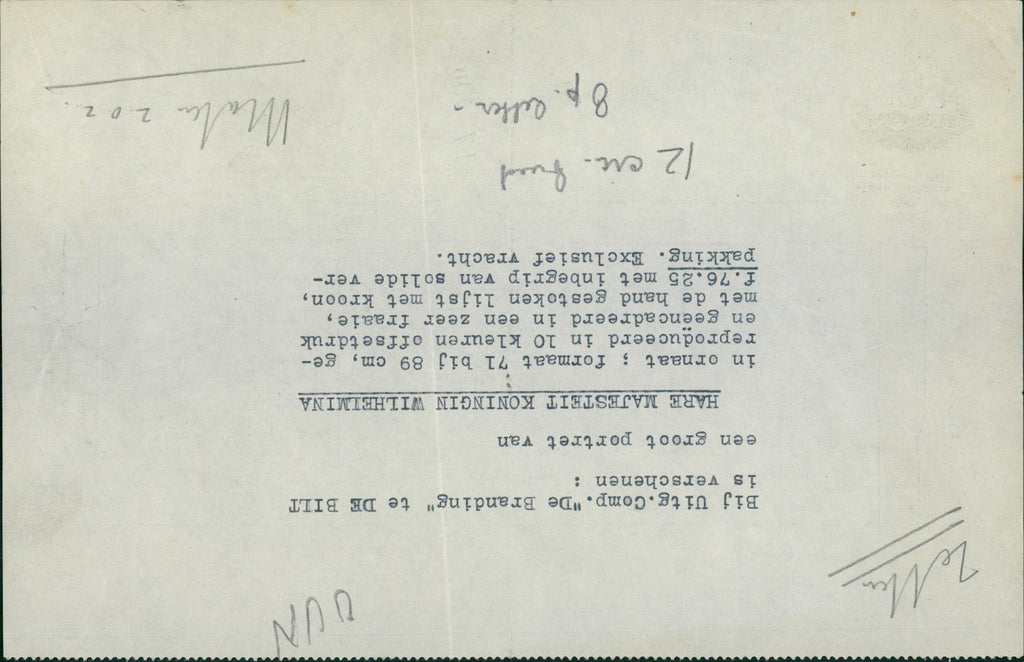 Zetten
Bij Uitg.Comp."De Branding" te DE BILT
is verschenen :
een groot portret van
HARE MAJESTEIT KONINGIN WILHELMINA
in ornaat ; formaat 71 bij 89 cm, ge-
reproduceerd in 10 kleuren offsetdruk
en geëncadreerd in een zeer fraaie,
met de hand gestoken lijst met kroon,
f.76.25 met inbegrip van solide ver-
pakking. Exclusief vracht.
12 cm. breed
8 p. letter